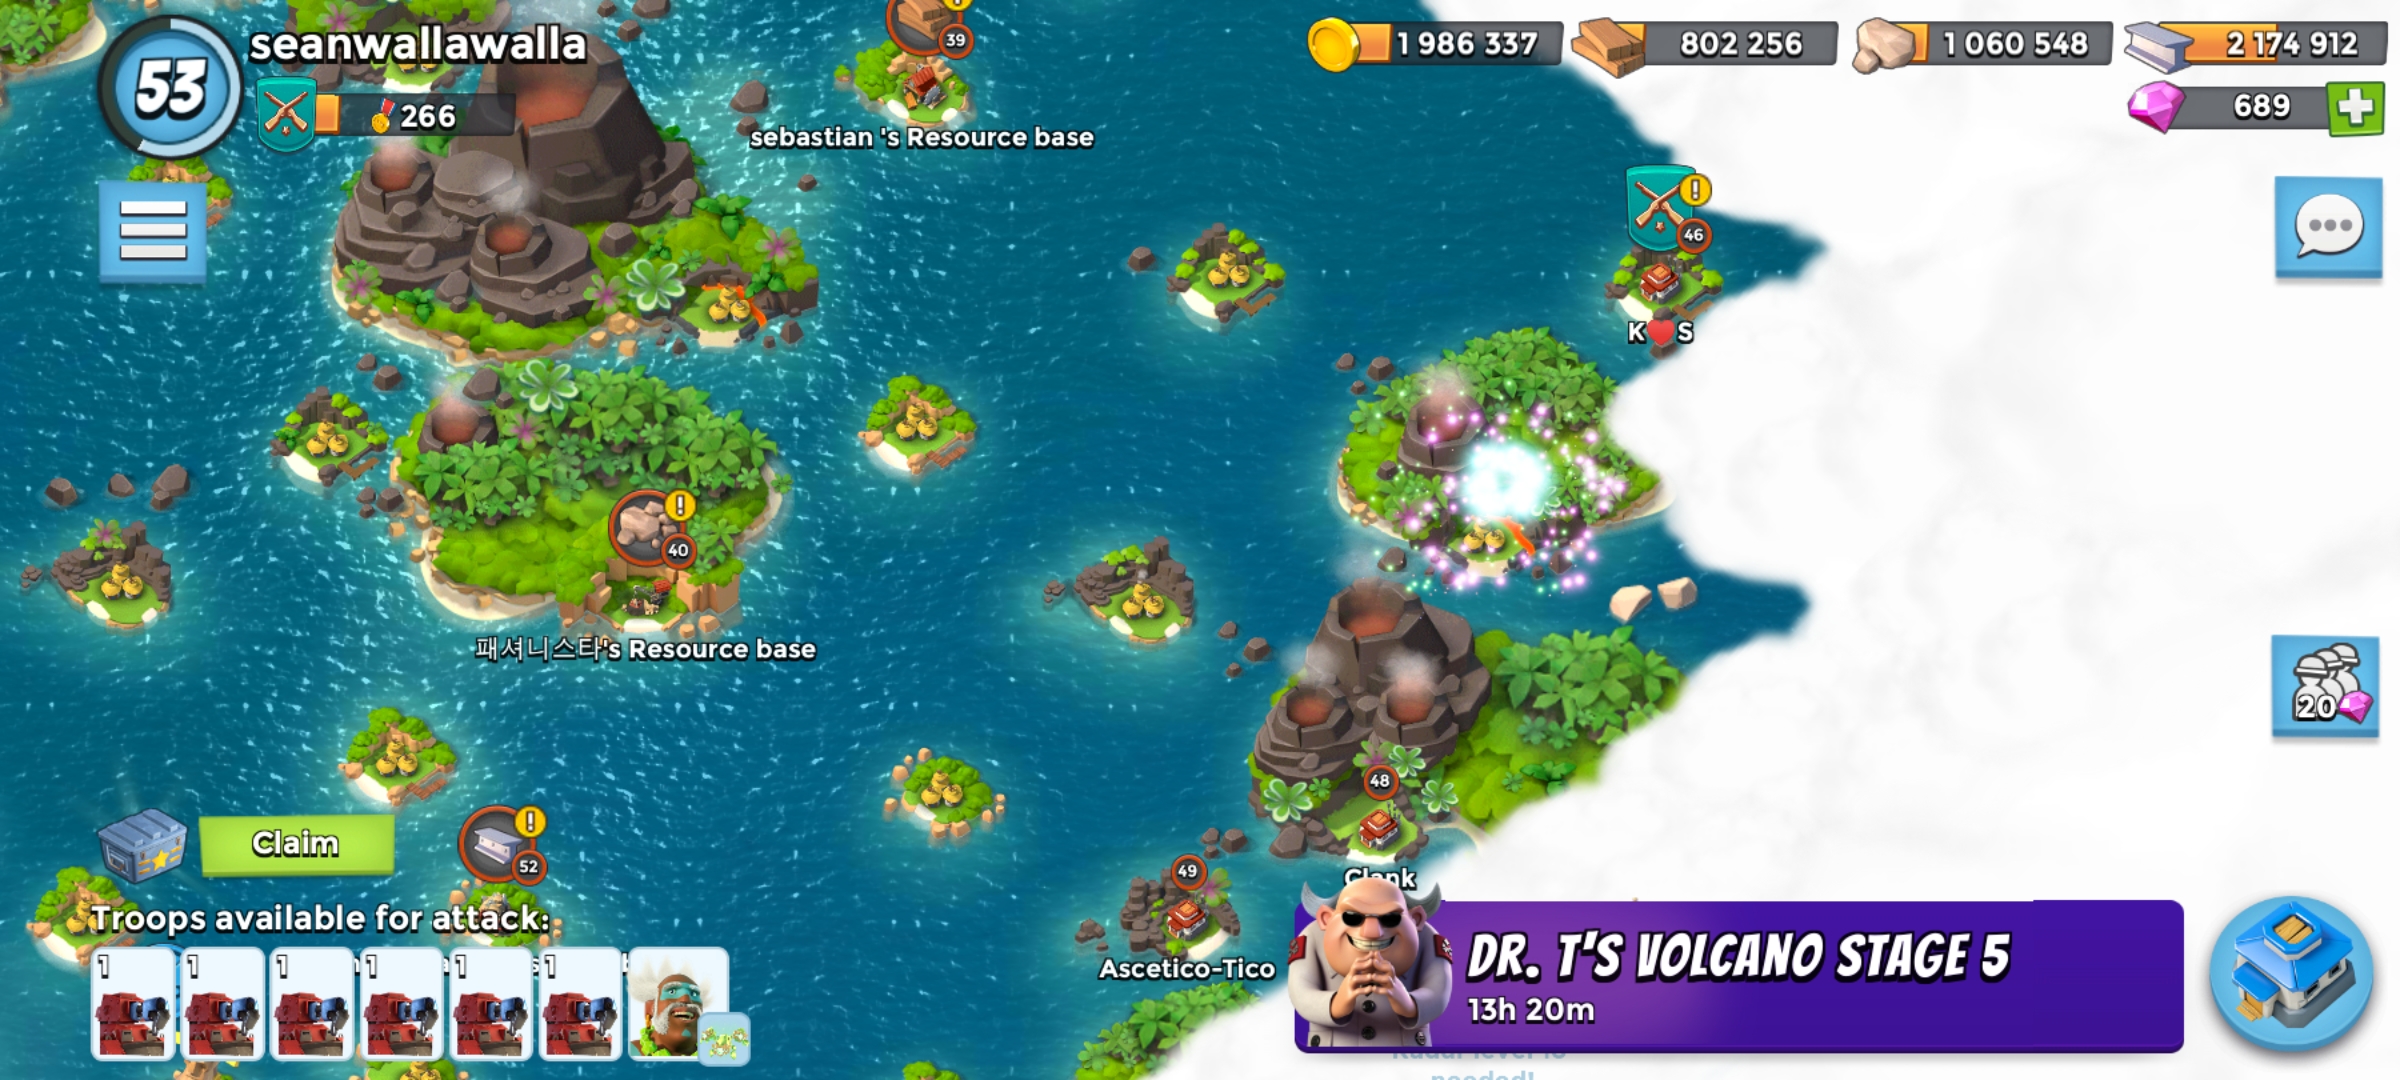 53
seanwallawalla
266
39
sebastian 's Resource base
1 986 337
802 256
1 060 548
2 174 912
689
46
K❤️S
40
패셔니스타's Resource base
20
48
Clank
Claim
52
49
Ascetico-Tico
Troops available for attack:
1
1
1
1
1
1
DR. T'S VOLCANO STAGE 5
13h 20m
needed!